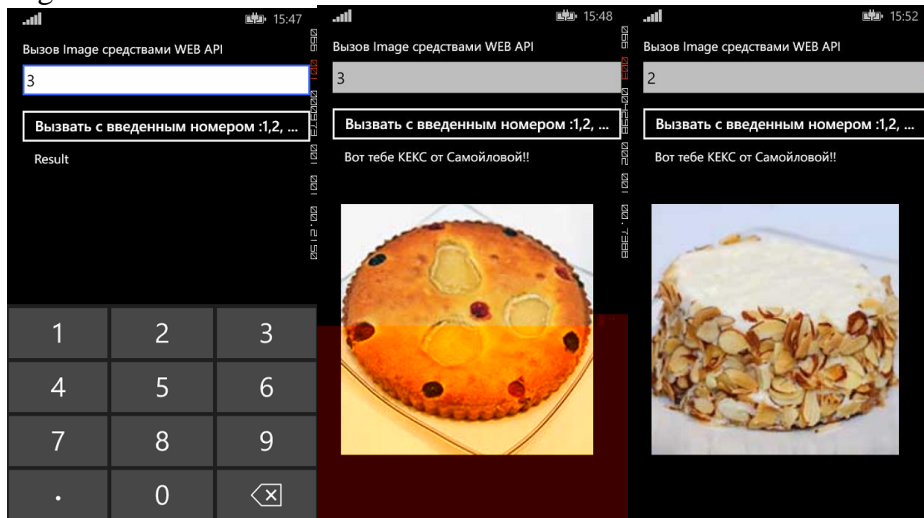 15:47
Вызов Image средствами WEB API
3
Вызвать с введенным номером :1,2, ...
Result
1 2 3
4 5 6
7 8 9
. 0
15:48
Вызов Image средствами WEB API
3
Вызвать с введенным номером :1,2, ...
Вот тебе КЕКС от Самойловой!!
15:52
Вызов Image средствами WEB API
2
Вызвать с введенным номером :1,2, ...
Вот тебе КЕКС от Самойловой!!